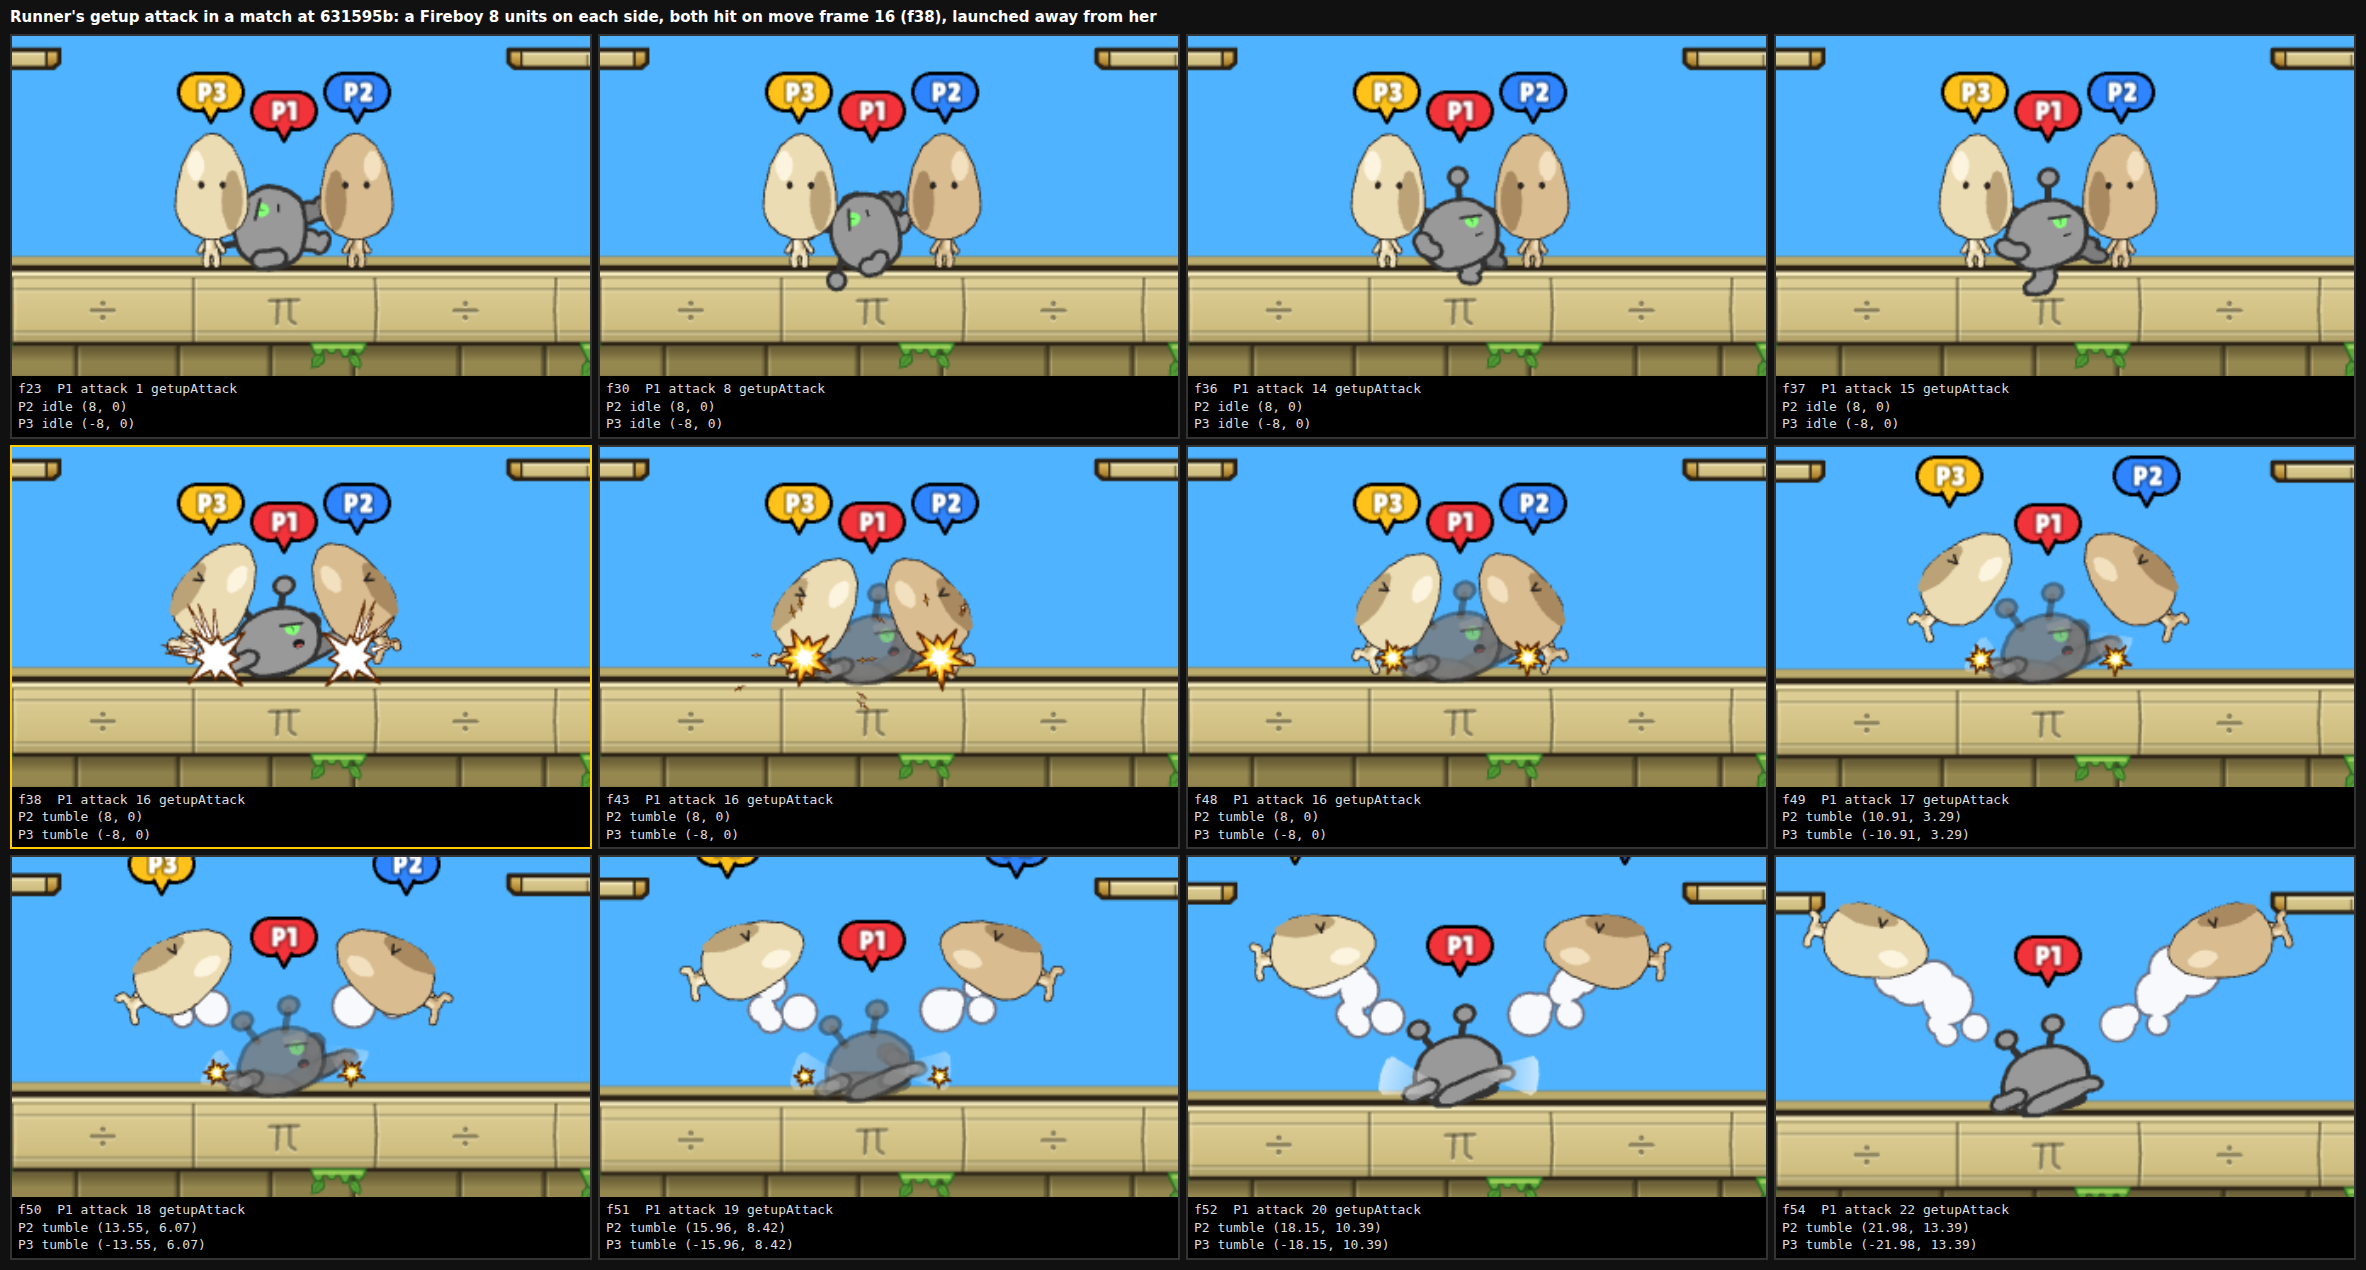 Runner's getup attack in a match at 631595b: a Fireboy 8 units on each side, both hit on move frame 16 (f38), launched away from her
P3 P1 P2
÷ π ÷
f23 P1 attack 1 getupAttack
P2 idle (8, 0)
P3 idle (-8, 0)
P3 P1 P2
÷ π ÷
f30 P1 attack 8 getupAttack
P2 idle (8, 0)
P3 idle (-8, 0)
P3 P1 P2
÷ π ÷
f36 P1 attack 14 getupAttack
P2 idle (8, 0)
P3 idle (-8, 0)
P3 P1 P2
÷ π ÷
f37 P1 attack 15 getupAttack
P2 idle (8, 0)
P3 idle (-8, 0)
P3 P1 P2
÷ π ÷
f38 P1 attack 16 getupAttack
P2 tumble (8, 0)
P3 tumble (-8, 0)
P3 P1 P2
÷ π ÷
f43 P1 attack 16 getupAttack
P2 tumble (8, 0)
P3 tumble (-8, 0)
P3 P1 P2
÷ π ÷
f48 P1 attack 16 getupAttack
P2 tumble (8, 0)
P3 tumble (-8, 0)
P3 P1 P2
÷ π ÷
f49 P1 attack 17 getupAttack
P2 tumble (10.91, 3.29)
P3 tumble (-10.91, 3.29)
P3 P1 P2
÷ π ÷
f50 P1 attack 18 getupAttack
P2 tumble (13.55, 6.07)
P3 tumble (-13.55, 6.07)
P1
÷ π ÷
f51 P1 attack 19 getupAttack
P2 tumble (15.96, 8.42)
P3 tumble (-15.96, 8.42)
P1
÷ π ÷
f52 P1 attack 20 getupAttack
P2 tumble (18.15, 10.39)
P3 tumble (-18.15, 10.39)
P1
÷ π ÷
f54 P1 attack 22 getupAttack
P2 tumble (21.98, 13.39)
P3 tumble (-21.98, 13.39)